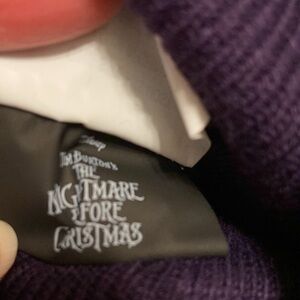 Disney
TIM BURTON'S
THE
NIGHTMARE
BEFORE
CHRISTMAS